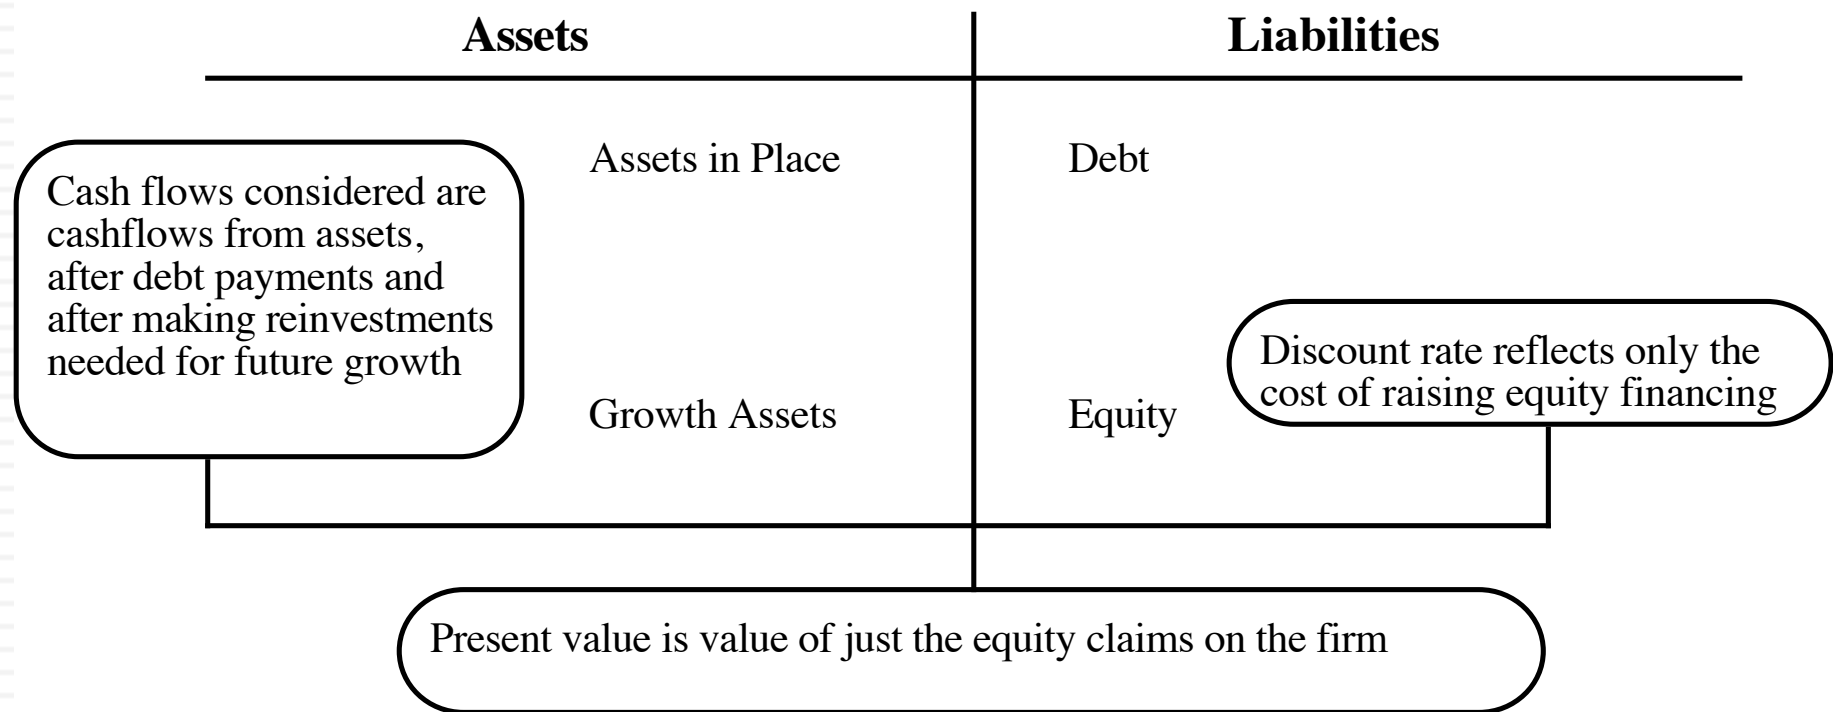 Assets
Liabilities
Assets in Place
Debt
Cash flows considered are
cashflows from assets,
after debt payments and
after making reinvestments
needed for future growth
Discount rate reflects only the
cost of raising equity financing
Growth Assets
Equity
Present value is value of just the equity claims on the firm